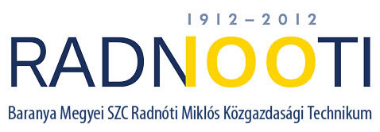 1912–2012
RADNOOTI
Baranya Megyei SZC Radnóti Miklós Közgazdasági Technikum